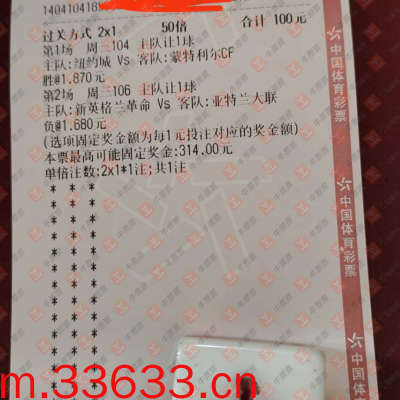 1404104185
过关方式 2x1 50倍 合计 100元
第1场 周三104 主队让1球
主队:纽约城 Vs 客队:蒙特利尔CF
胜@1.870元
第2场 周三106 主队让1球
主队:新英格兰革命 Vs 客队:亚特兰大联
负@1.680元
(选项固定奖金额为每1元投注对应的奖金额)
本票最高可能固定奖金:314.00元
单倍注数:2x1*1注;共1注
* * *
* * *
* * *
* * *
* * *
* * *
* * *
* * *
* * *
* * *
* * *
* * *
中国体育彩票
中国体育彩票
m.33633.cn